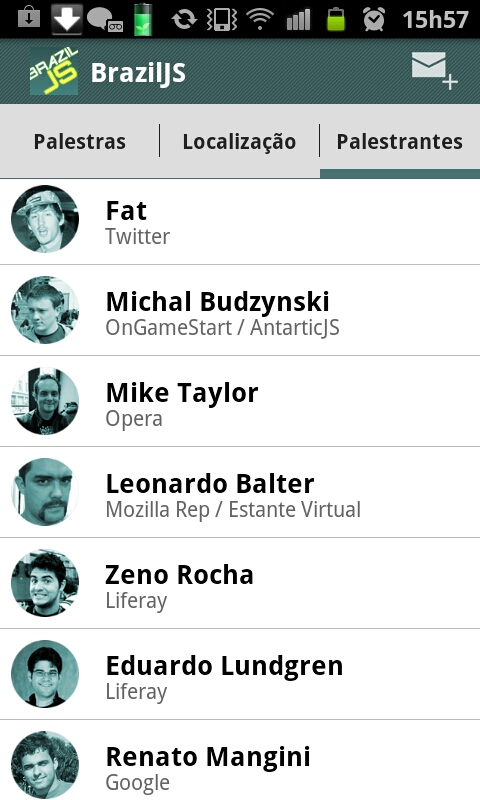 15h57
BRAZIL
JS
BrazilJS
Palestras
Localização
Palestrantes
Fat
Twitter
Michal Budzynski
OnGameStart / AntarticJS
Mike Taylor
Opera
Leonardo Balter
Mozilla Rep / Estante Virtual
Zeno Rocha
Liferay
Eduardo Lundgren
Liferay
Renato Mangini
Google